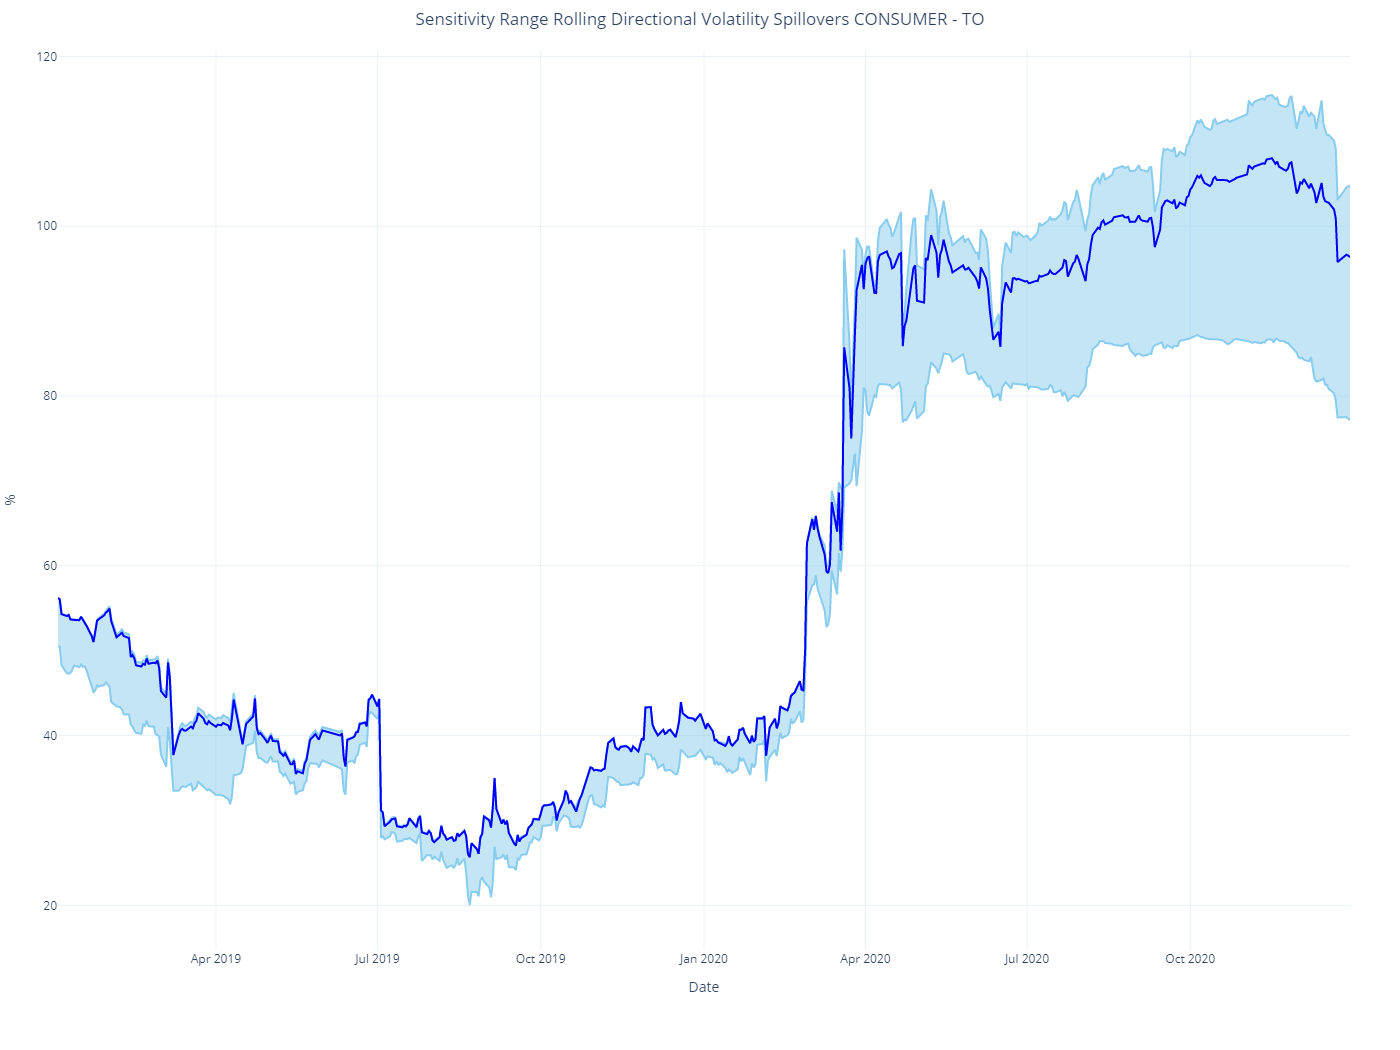 Sensitivity Range Rolling Directional Volatility Spillovers CONSUMER - TO
120
100
80
60
40
20
%
Apr 2019
Jul 2019
Oct 2019
Jan 2020
Apr 2020
Jul 2020
Oct 2020
Date